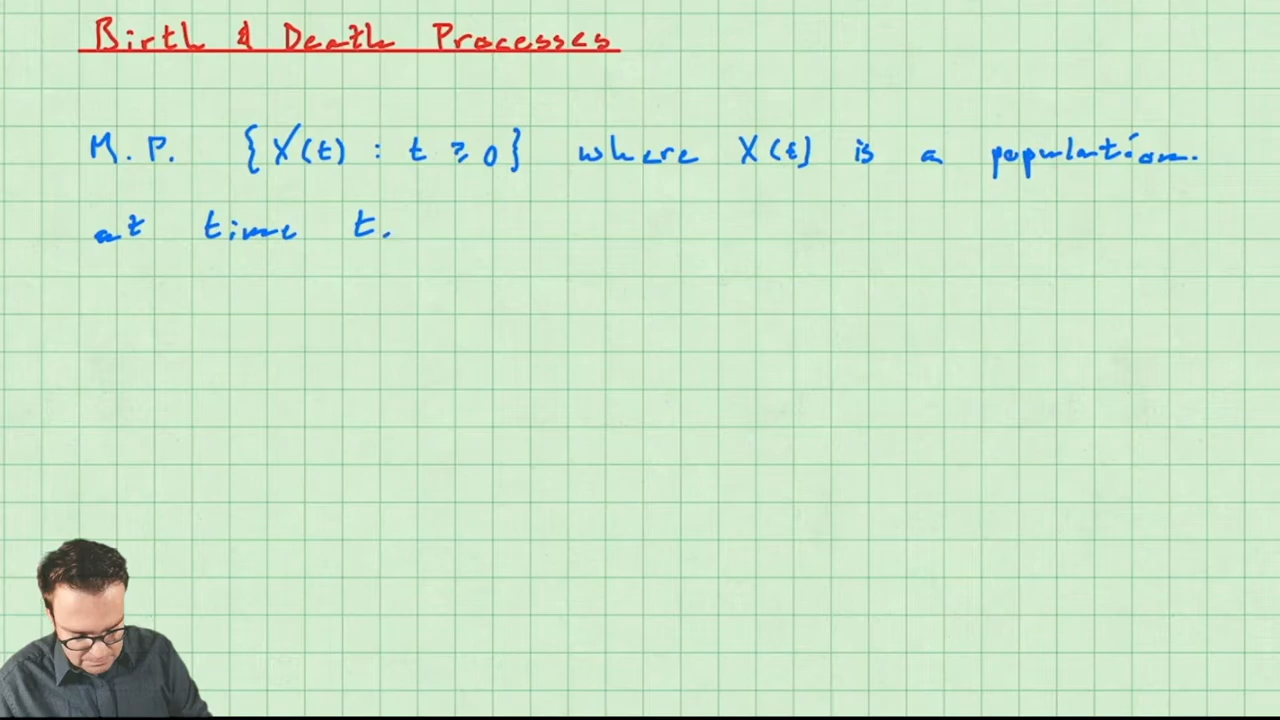 Birth & Death Processes
M.P. {X(t) : t ≥ 0} where X(t) is a population.
at time t.